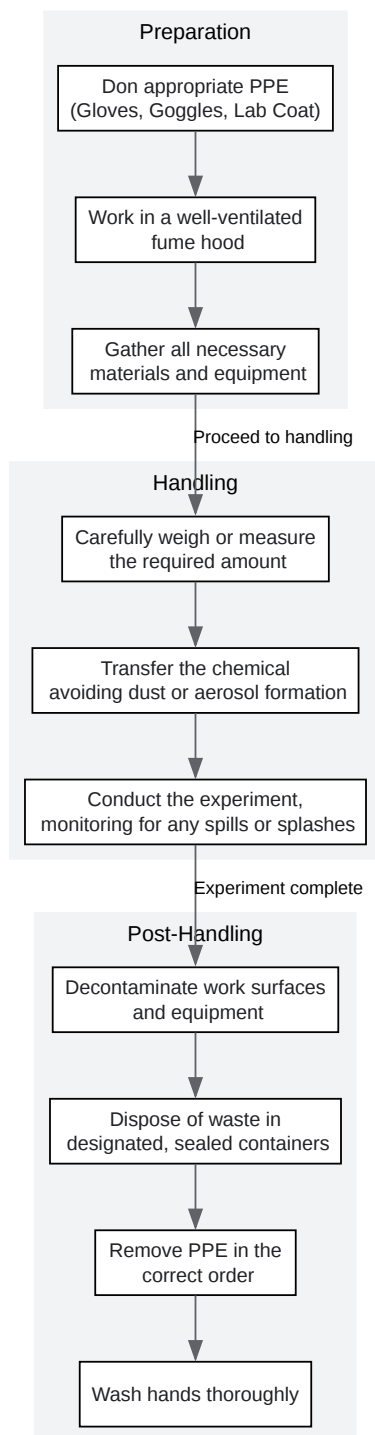 Preparation
Don appropriate PPE
(Gloves, Goggles, Lab Coat)
Work in a well-ventilated
fume hood
Gather all necessary
materials and equipment
Proceed to handling
Handling
Carefully weigh or measure
the required amount
Transfer the chemical
avoiding dust or aerosol formation
Conduct the experiment,
monitoring for any spills or splashes
Experiment complete
Post-Handling
Decontaminate work surfaces
and equipment
Dispose of waste in
designated, sealed containers
Remove PPE in the
correct order
Wash hands thoroughly